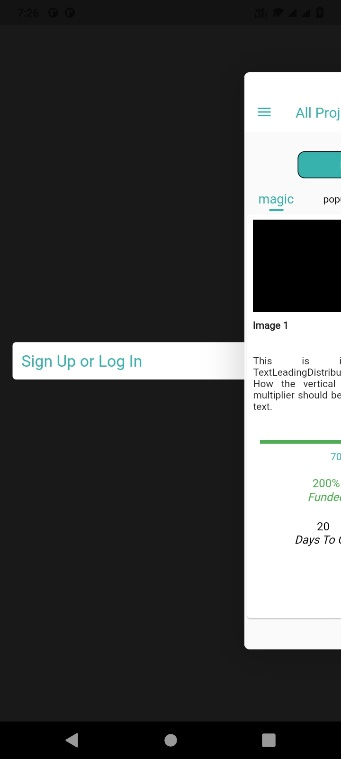 7:26
All Proj
magic
popu
Image 1
This is i
TextLeadingDistribu
How the vertical
multiplier should be
text.
Sign Up or Log In
70
200%
Funded
20
Days To G